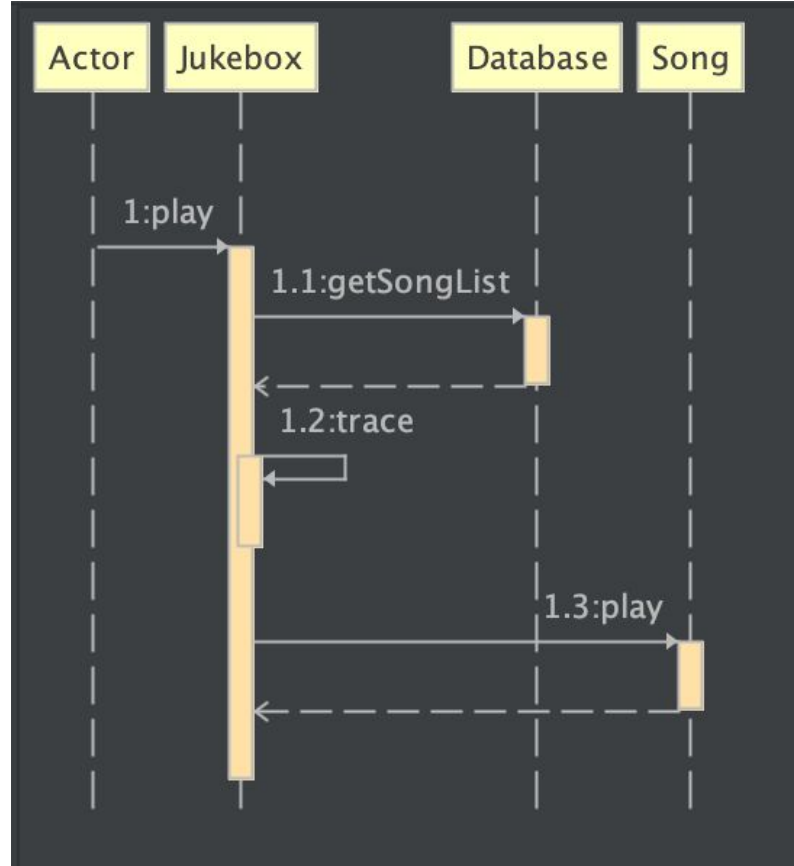 Actor
Jukebox
Database
Song
1:play
1.1:getSongList
1.2:trace
1.3:play